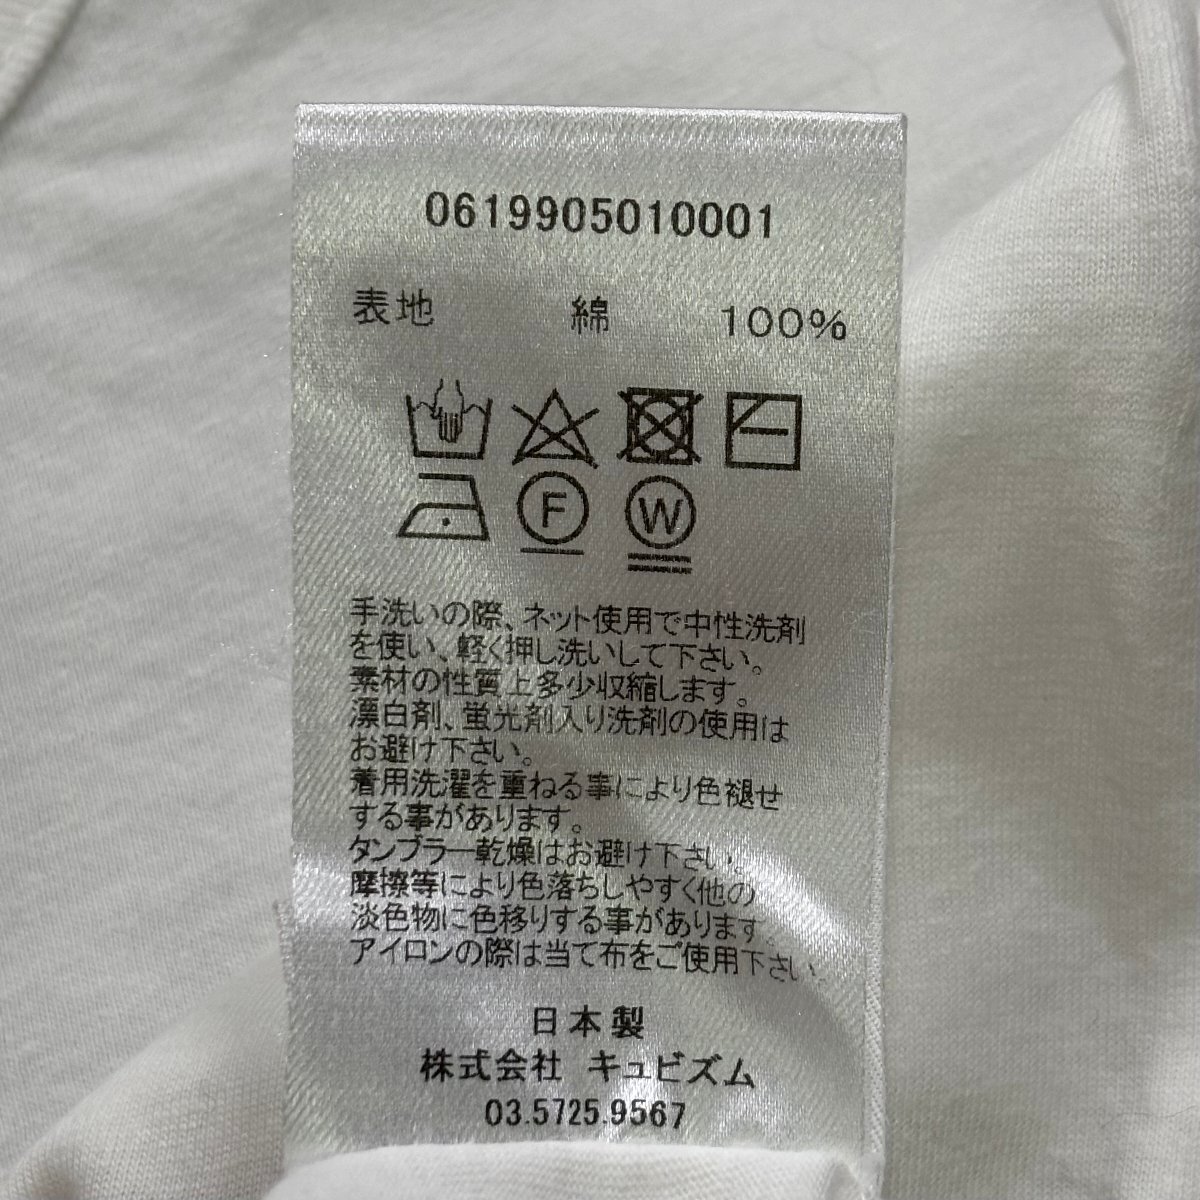 0619905010001
表地 綿 100%
F W
手洗いの際、ネット使用で中性洗剤
を使い、軽く押し洗いして下さい。
素材の性質上多少収縮します。
漂白剤、蛍光剤入り洗剤の使用は
お避け下さい。
着用洗濯を重ねる事により色褪せ
する事があります。
タンブラー乾燥はお避け下さい。
摩擦等により色落ちしやすく他の
淡色物に色移りする事があります。
アイロンの際は当て布をご使用下さい。
日本製
株式会社 キュビズム
03.5725.9567